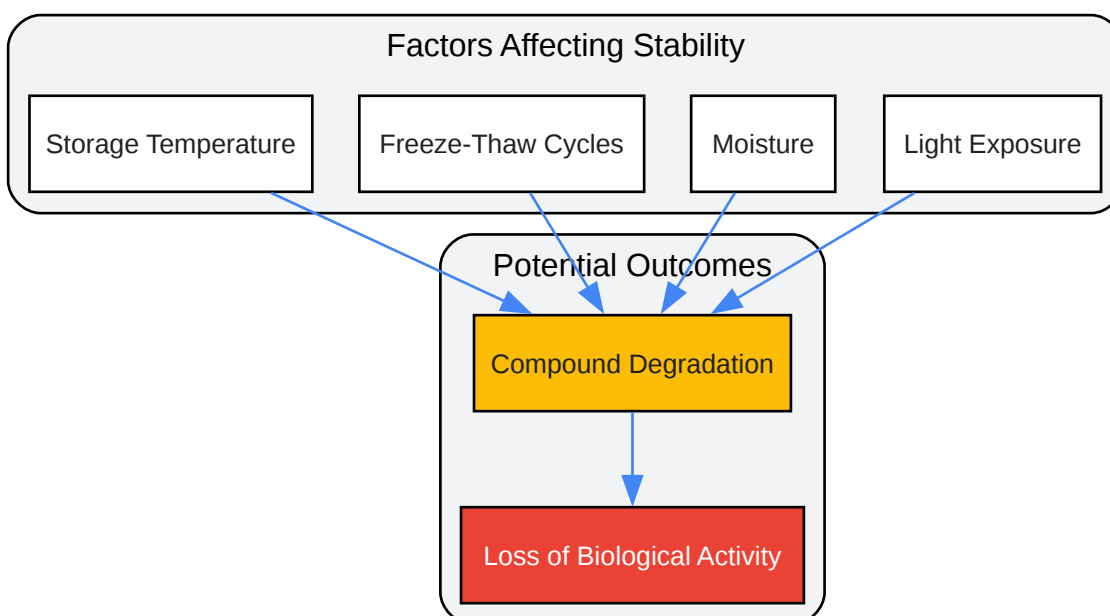 Factors Affecting Stability
Storage Temperature
Freeze-Thaw Cycles
Moisture
Light Exposure
Potential Outcomes
Compound Degradation
Loss of Biological Activity